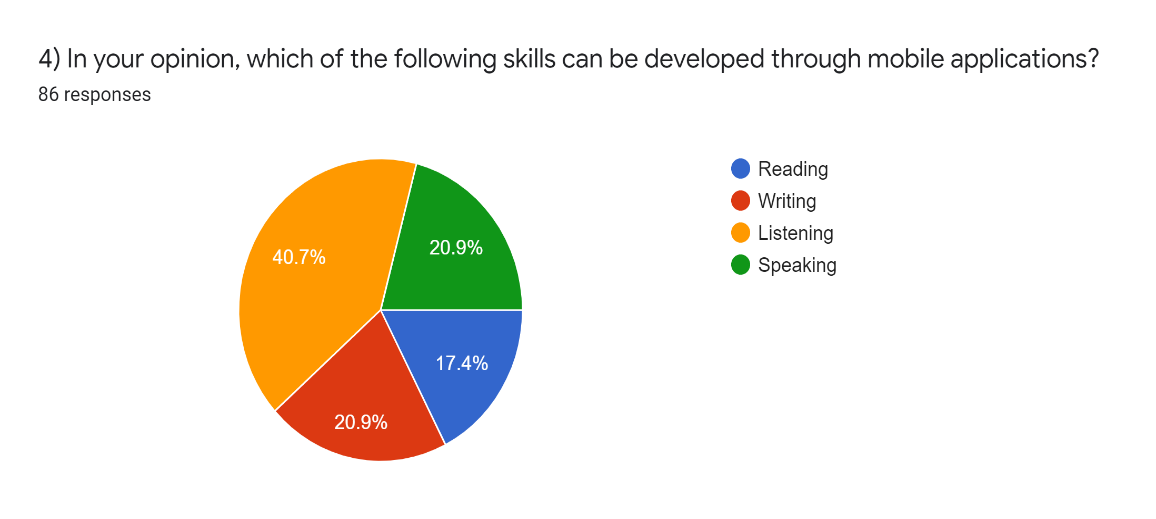 4) In your opinion, which of the following skills can be developed through mobile applications?
86 responses
Reading
Writing
Listening
Speaking
40.7%
20.9%
17.4%
20.9%